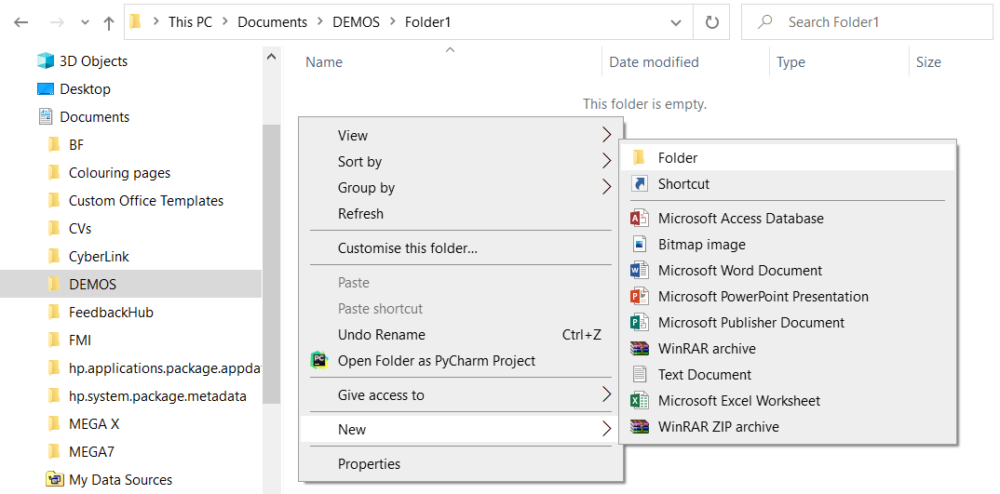 This PC > Documents > DEMOS > Folder1
Search Folder1
3D Objects
Desktop
Documents
BF
Colouring pages
Custom Office Templates
CVs
CyberLink
DEMOS
FeedbackHub
FMI
hp.applications.package.appda
hp.system.package.metadata
MEGA X
MEGA7
My Data Sources
Name Date modified Type Size
This folder is empty.
View
Sort by
Group by
Refresh
Customise this folder...
Paste
Paste shortcut
Undo Rename Ctrl+Z
PC Open Folder as PyCharm Project
Give access to
New
Properties
Folder
Shortcut
Microsoft Access Database
Bitmap image
Microsoft Word Document
Microsoft PowerPoint Presentation
Microsoft Publisher Document
WinRAR archive
Text Document
Microsoft Excel Worksheet
WinRAR ZIP archive